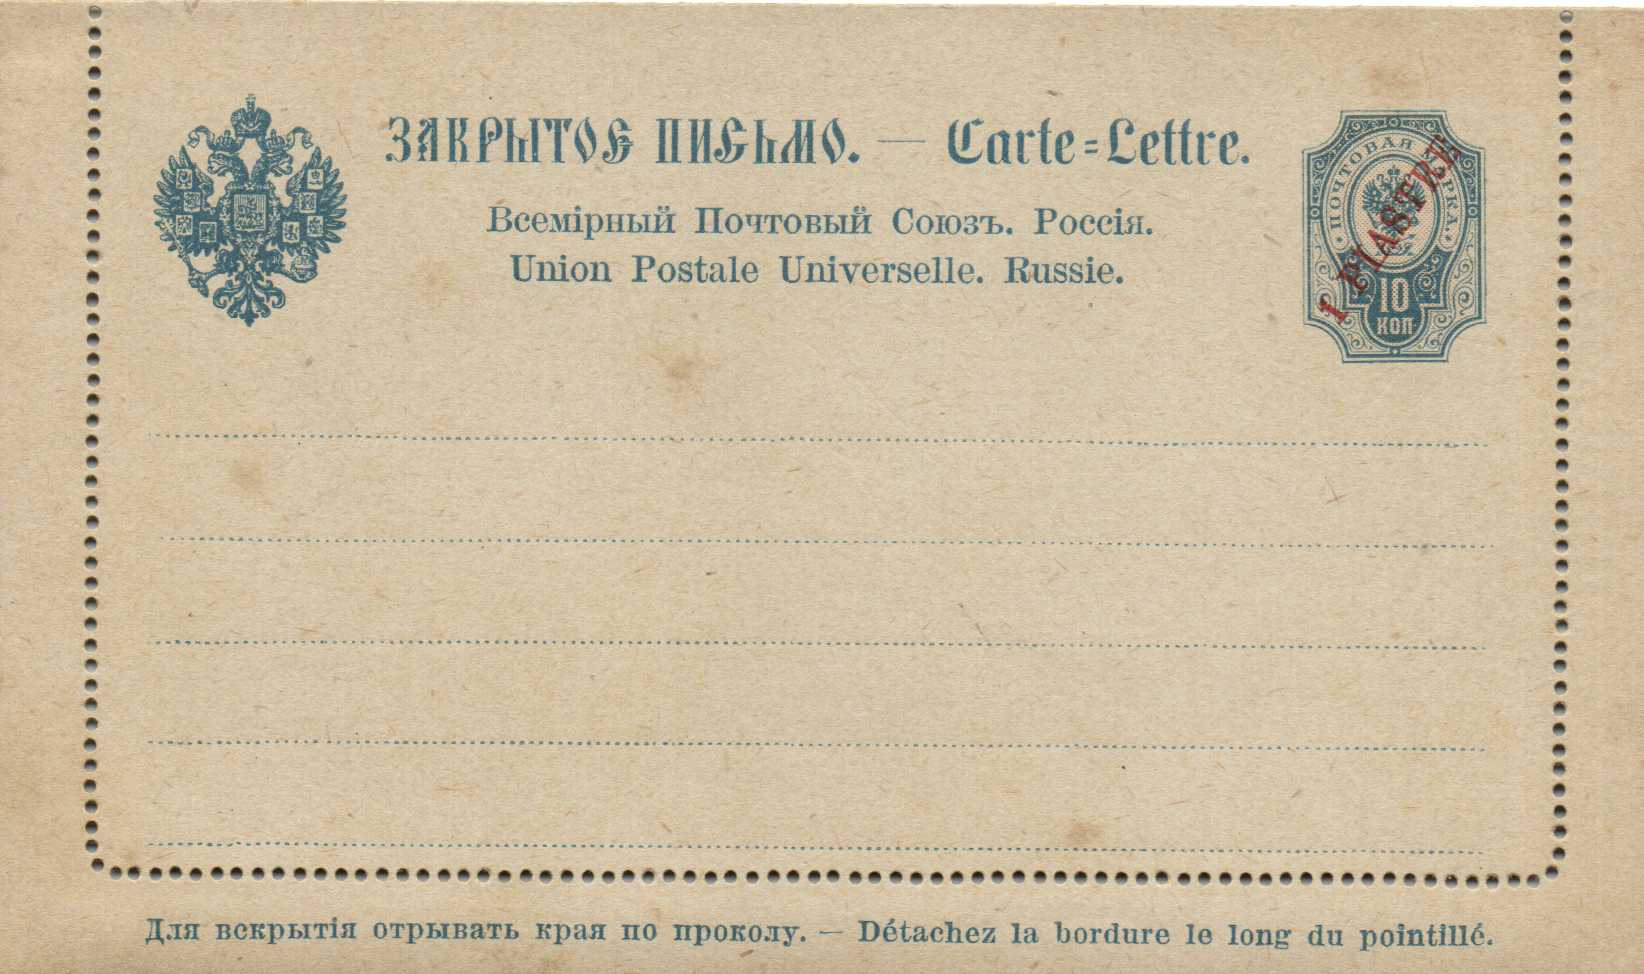 ЗАКРЫТОЕ ПИСЬМО. — Carte-Lettre.
Всемірный Почтовый Союзъ. Россія.
Union Postale Universelle. Russie.
ПОЧТОВАЯ МАРКА
1 PIASTRE
10
КОП
Для вскрытія отрывать края по проколу. — Détachez la bordure le long du pointillé.